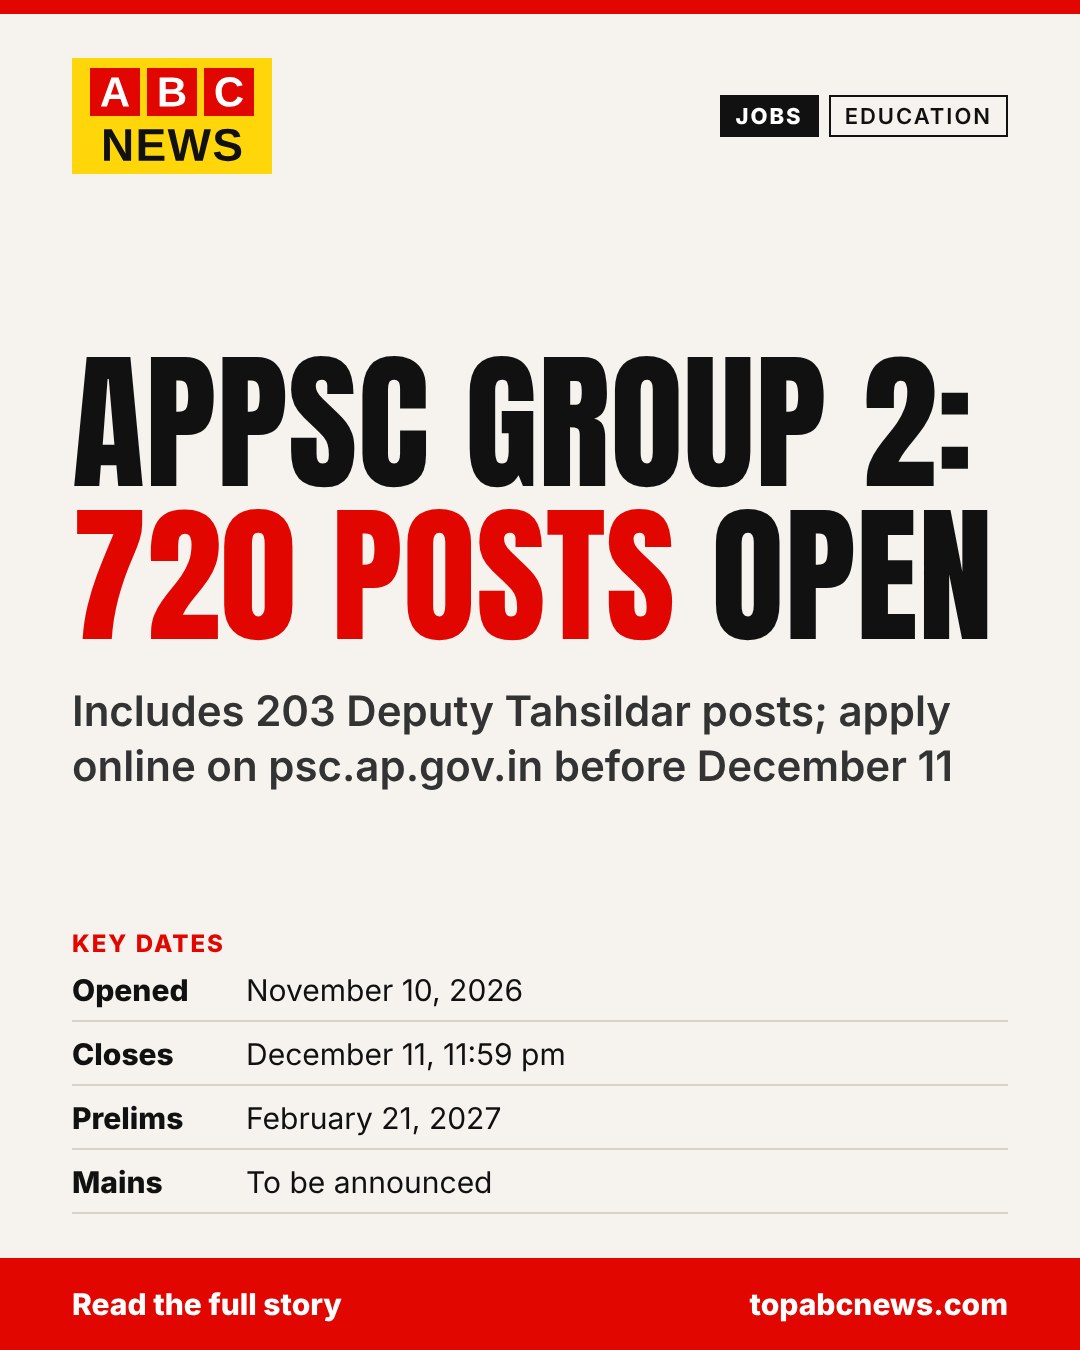 ABC
NEWS
JOBS
EDUCATION
APPSC GROUP 2:
720 POSTS OPEN
Includes 203 Deputy Tahsildar posts; apply
online on psc.ap.gov.in before December 11
KEY DATES
Opened November 10, 2026
Closes December 11, 11:59 pm
Prelims February 21, 2027
Mains To be announced
Read the full story
topabcnews.com